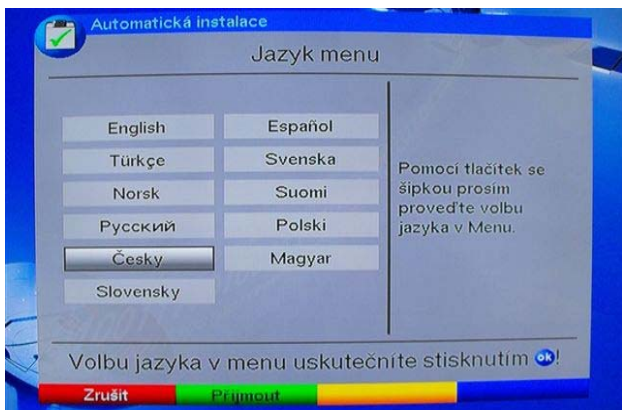 Automatická instalace
Jazyk menu
English
Español
Türkçe
Svenska
Norsk
Suomi
Русский
Polski
Česky
Magyar
Slovensky
Pomocí tlačítek se
šipkou prosím
proveďte volbu
jazyka v Menu.
Volbu jazyka v menu uskutečníte stisknutím ok!
Zrušit
Přijmout